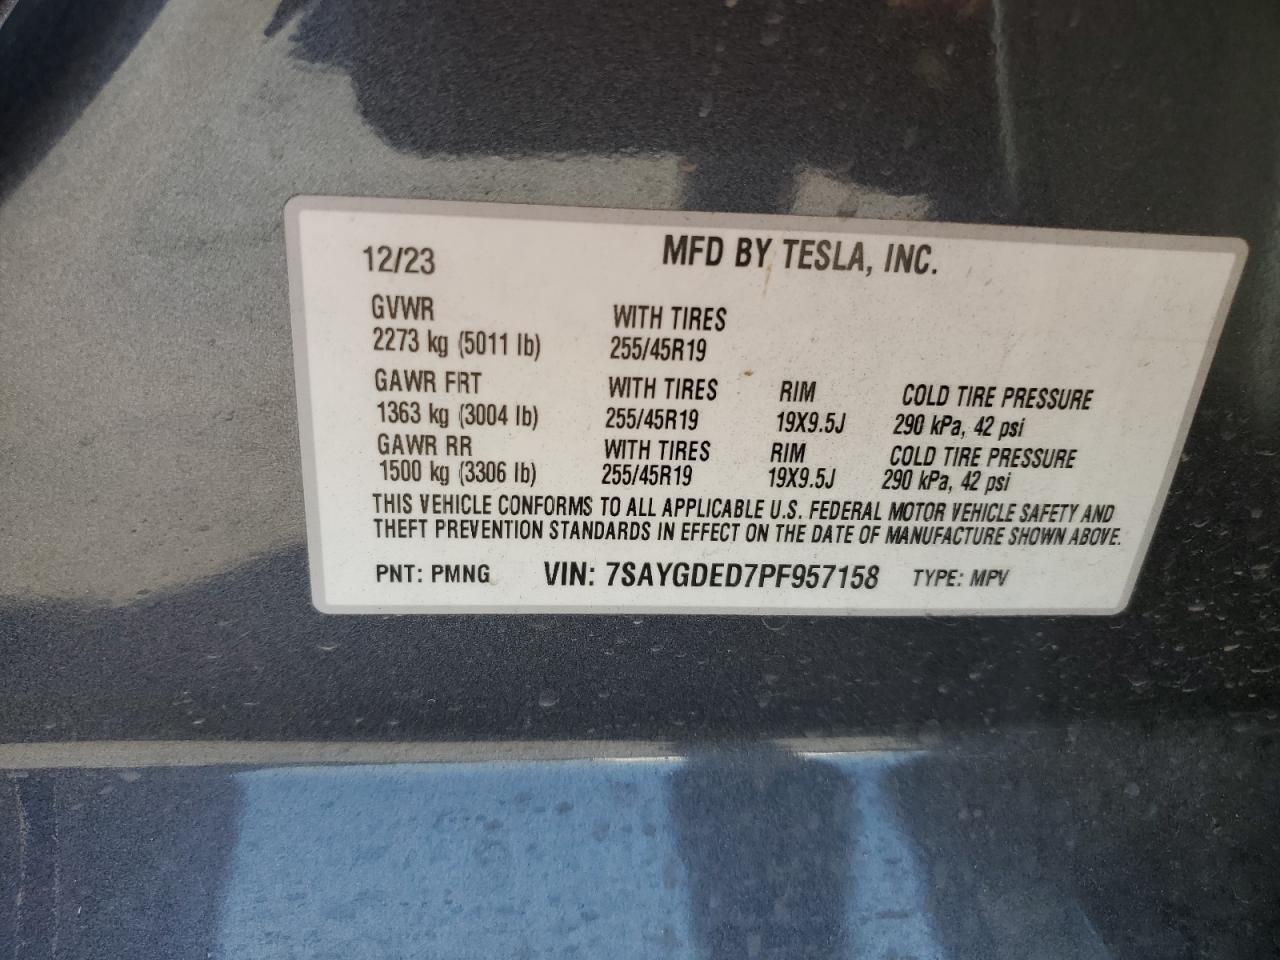 12/23 MFD BY TESLA, INC.
GVWR WITH TIRES
2273 kg (5011 lb) 255/45R19
GAWR FRT WITH TIRES RIM COLD TIRE PRESSURE
1363 kg (3004 lb) 255/45R19 19X9.5J 290 kPa, 42 psi
GAWR RR WITH TIRES RIM COLD TIRE PRESSURE
1500 kg (3306 lb) 255/45R19 19X9.5J 290 kPa, 42 psi
THIS VEHICLE CONFORMS TO ALL APPLICABLE U.S. FEDERAL MOTOR VEHICLE SAFETY AND
THEFT PREVENTION STANDARDS IN EFFECT ON THE DATE OF MANUFACTURE SHOWN ABOVE.
PNT: PMNG VIN: 7SAYGDED7PF957158 TYPE: MPV